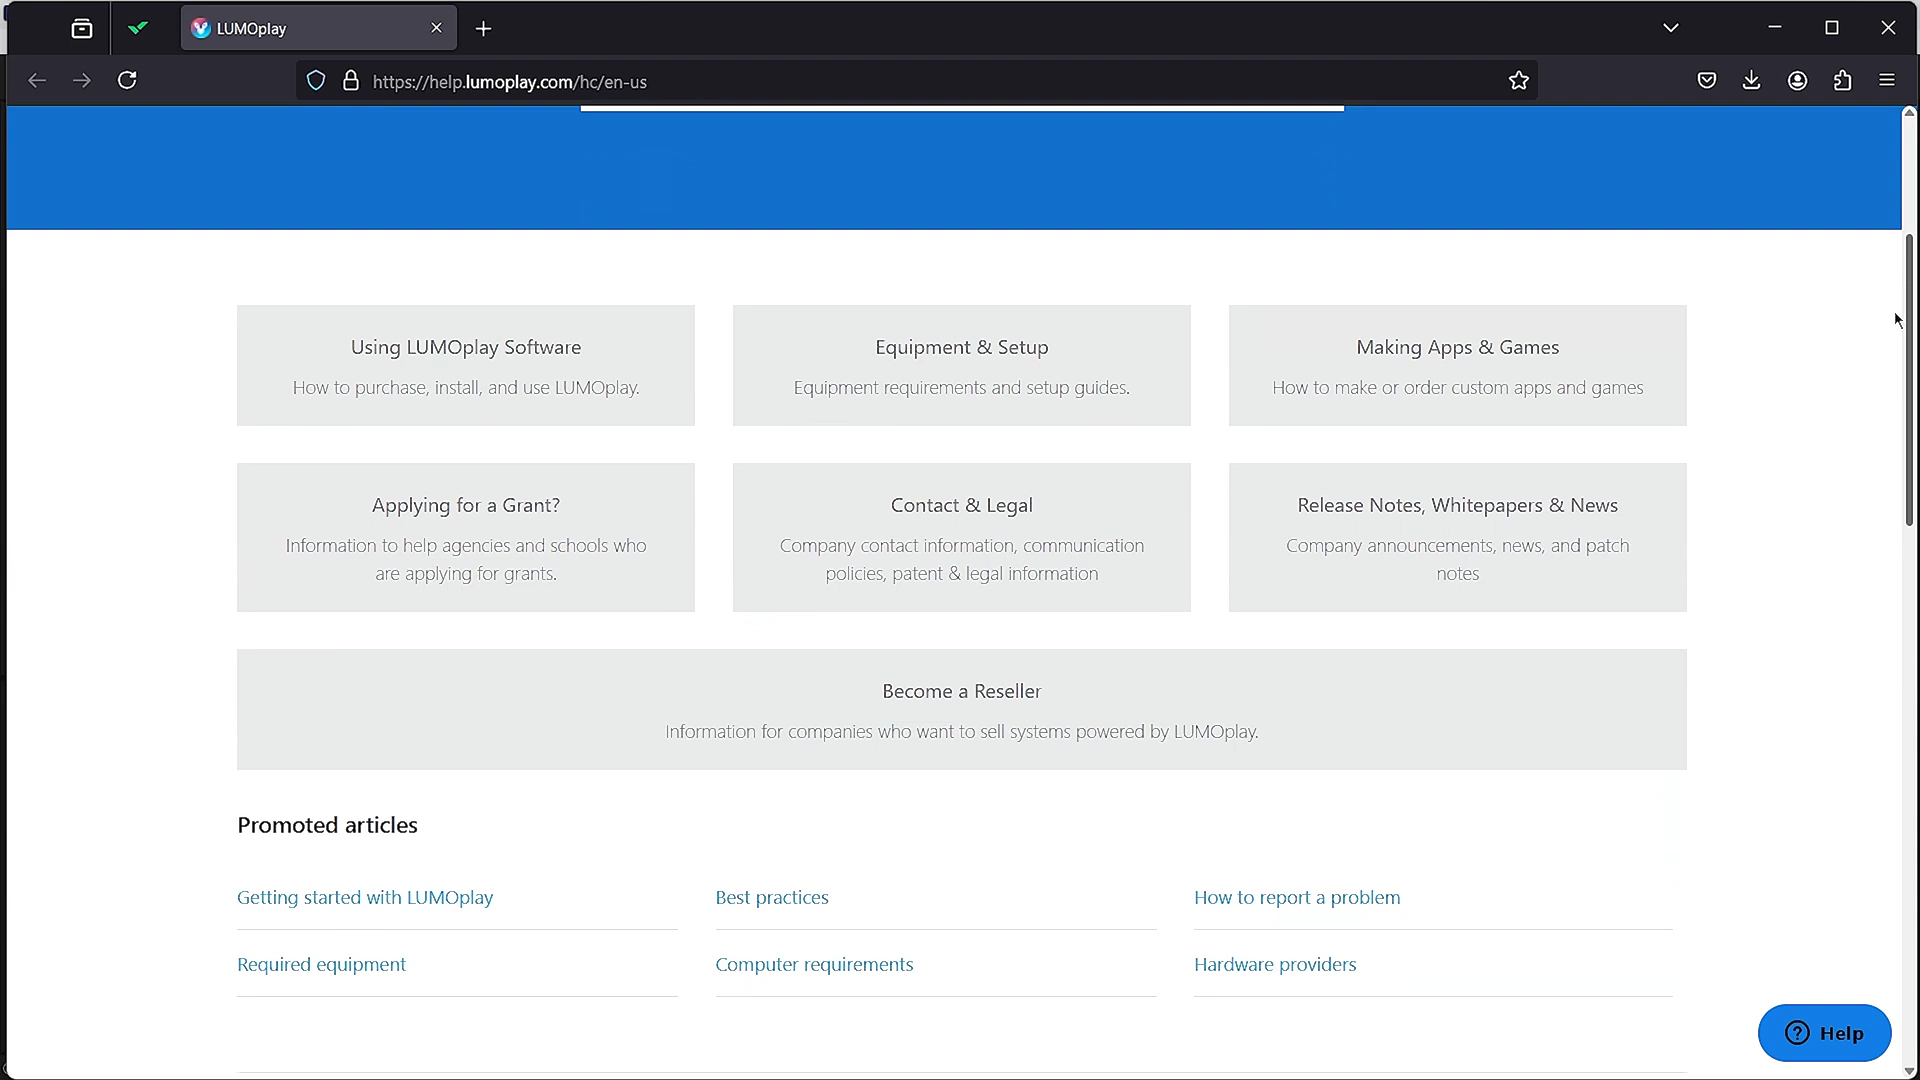 LUMOplay
https://help.lumoplay.com/hc/en-us
Using LUMOplay Software
How to purchase, install, and use LUMOplay.
Equipment & Setup
Equipment requirements and setup guides.
Making Apps & Games
How to make or order custom apps and games
Applying for a Grant?
Information to help agencies and schools who
are applying for grants.
Contact & Legal
Company contact information, communication
policies, patent & legal information
Release Notes, Whitepapers & News
Company announcements, news, and patch
notes
Become a Reseller
Information for companies who want to sell systems powered by LUMOplay.
Promoted articles
Getting started with LUMOplay
Best practices
How to report a problem
Required equipment
Computer requirements
Hardware providers
Help